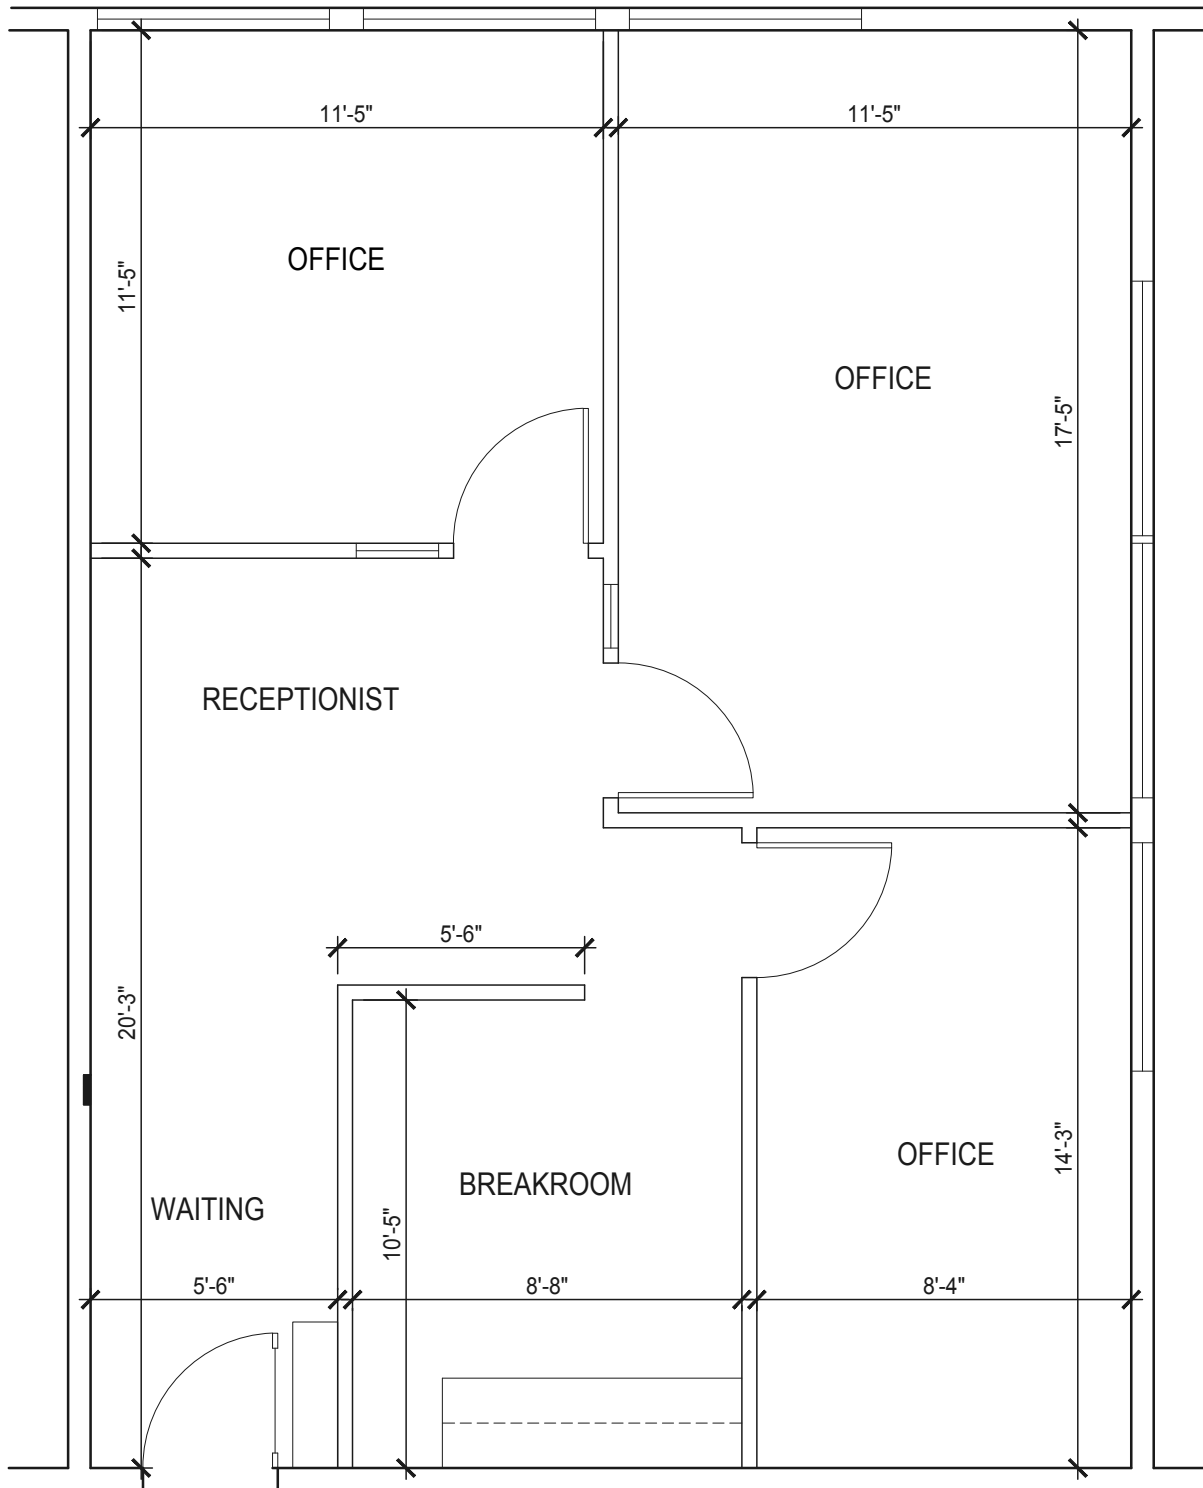 11'-5"
11'-5"
OFFICE
11'-5"
OFFICE
17'-5"
RECEPTIONIST
5'-6"
20'-3"
OFFICE
14'-3"
BREAKROOM
WAITING
10'-5"
5'-6"
8'-8"
8'-4"